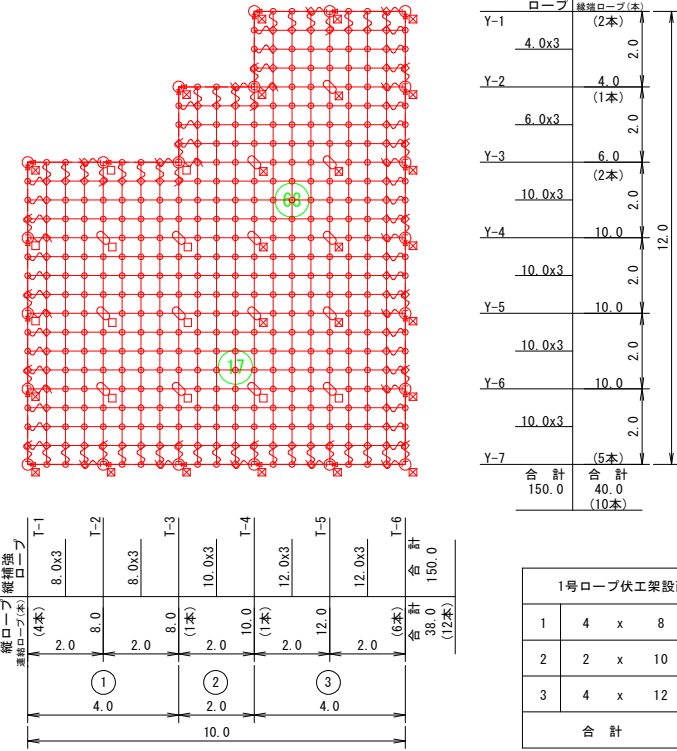 ロープ 縁端ロープ(本)
Y-1 (2本)
4.0x3 2.0
Y-2 4.0
(1本)
6.0x3 2.0
Y-3 6.0
(2本)
68
10.0x3 2.0
Y-4 10.0
12.0
10.0x3 2.0
Y-5 10.0
17
10.0x3 2.0
Y-6 10.0
10.0x3 2.0
Y-7 (5本)
合 計 合 計
150.0 40.0
(10本)
縦補強ロープ
T-1 8.0x3 T-2 8.0x3 T-3 10.0x3 T-4 12.0x3 T-5 12.0x3 T-6 合 計 150.0
縦ロープ
連結ロープ(本)
(4本) 8.0 8.0 (1本) 10.0 (1本) 12.0 (6本) 合 計 38.0 (12本)
2.0 2.0 2.0 2.0 2.0
1 2 3
4.0 2.0 4.0
10.0
1号ロープ伏工架設
1 4 x 8
2 2 x 10
3 4 x 12
合 計